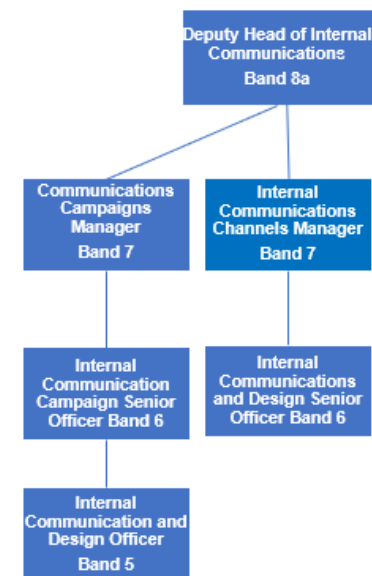 Deputy Head of Internal
Communications
Band 8a
Communications
Campaigns
Manager
Band 7
Internal
Communications
Channels Manager
Band 7
Internal
Communication
Campaign Senior
Officer Band 6
Internal
Communications
and Design Senior
Officer Band 6
Internal
Communication and
Design Officer
Band 5